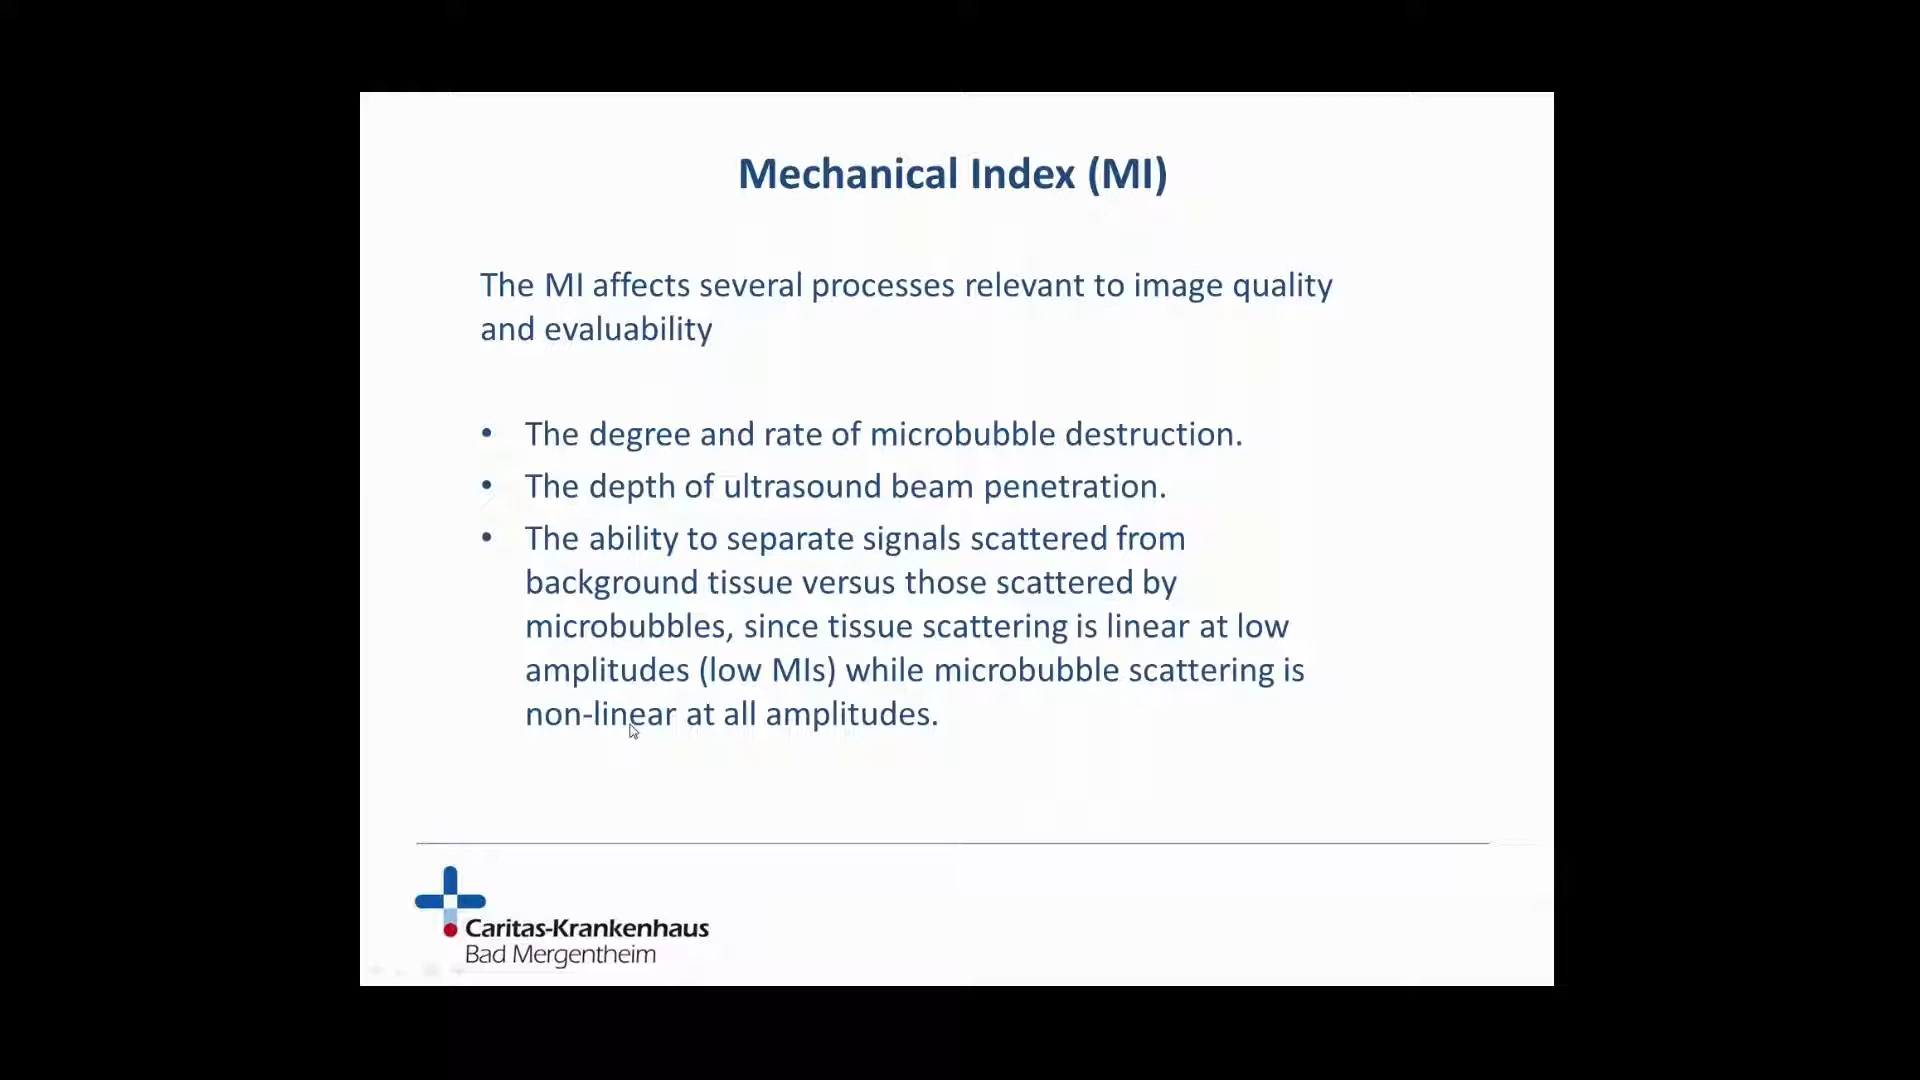 Mechanical Index (MI)
The MI affects several processes relevant to image quality
and evaluability
• The degree and rate of microbubble destruction.
• The depth of ultrasound beam penetration.
• The ability to separate signals scattered from
background tissue versus those scattered by
microbubbles, since tissue scattering is linear at low
amplitudes (low MIs) while microbubble scattering is
non-linear at all amplitudes.
Caritas-Krankenhaus
Bad Mergentheim